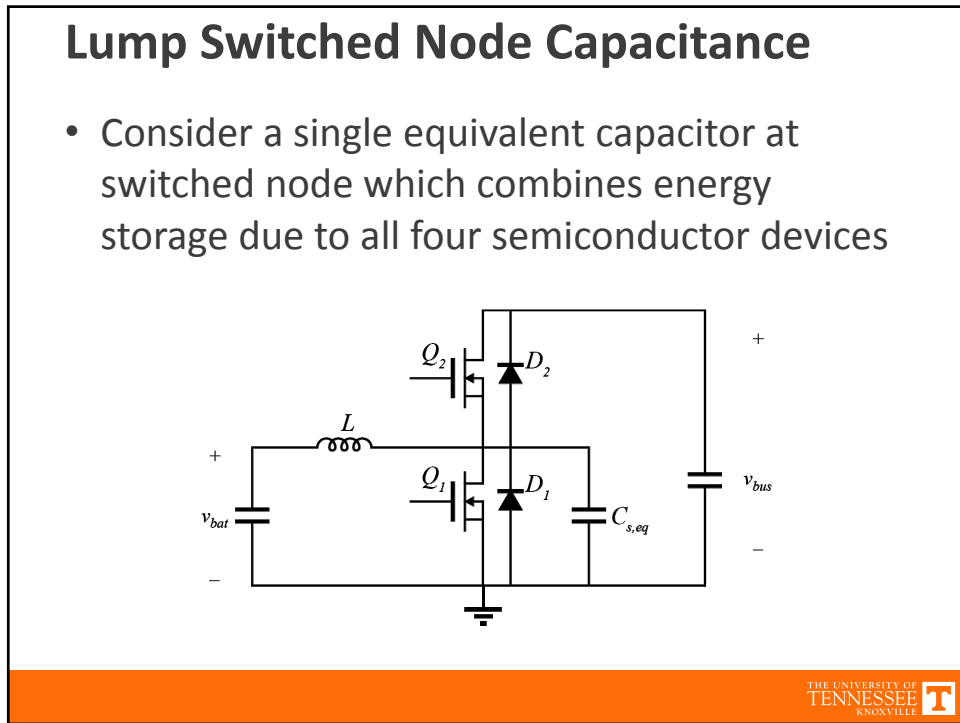 Lump Switched Node Capacitance
• Consider a single equivalent capacitor at
switched node which combines energy
storage due to all four semiconductor devices
Q2
D2
+
L
+
Q1
D1
vbus
vbat
Cs,eq
–
–
THE UNIVERSITY OF
TENNESSEE
KNOXVILLE
T